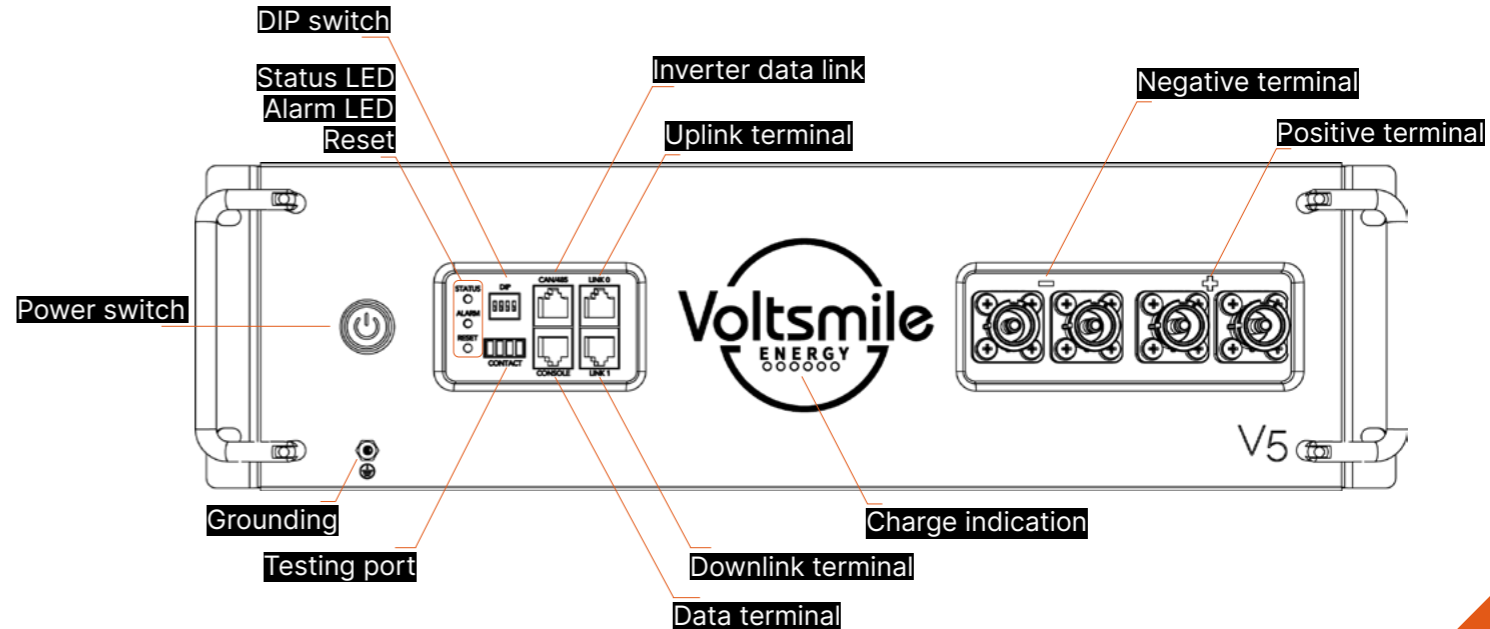 DIP switch
Status LED
Alarm LED
Reset
Inverter data link
Uplink terminal
Negative terminal
Positive terminal
Power switch
STATUS
ALARM
RESET
DIP
CONTACT
CAN/485
LINK 0
CONSOLE
LINK 1
Voltsmile
ENERGY
V5
Grounding
Testing port
Charge indication
Downlink terminal
Data terminal